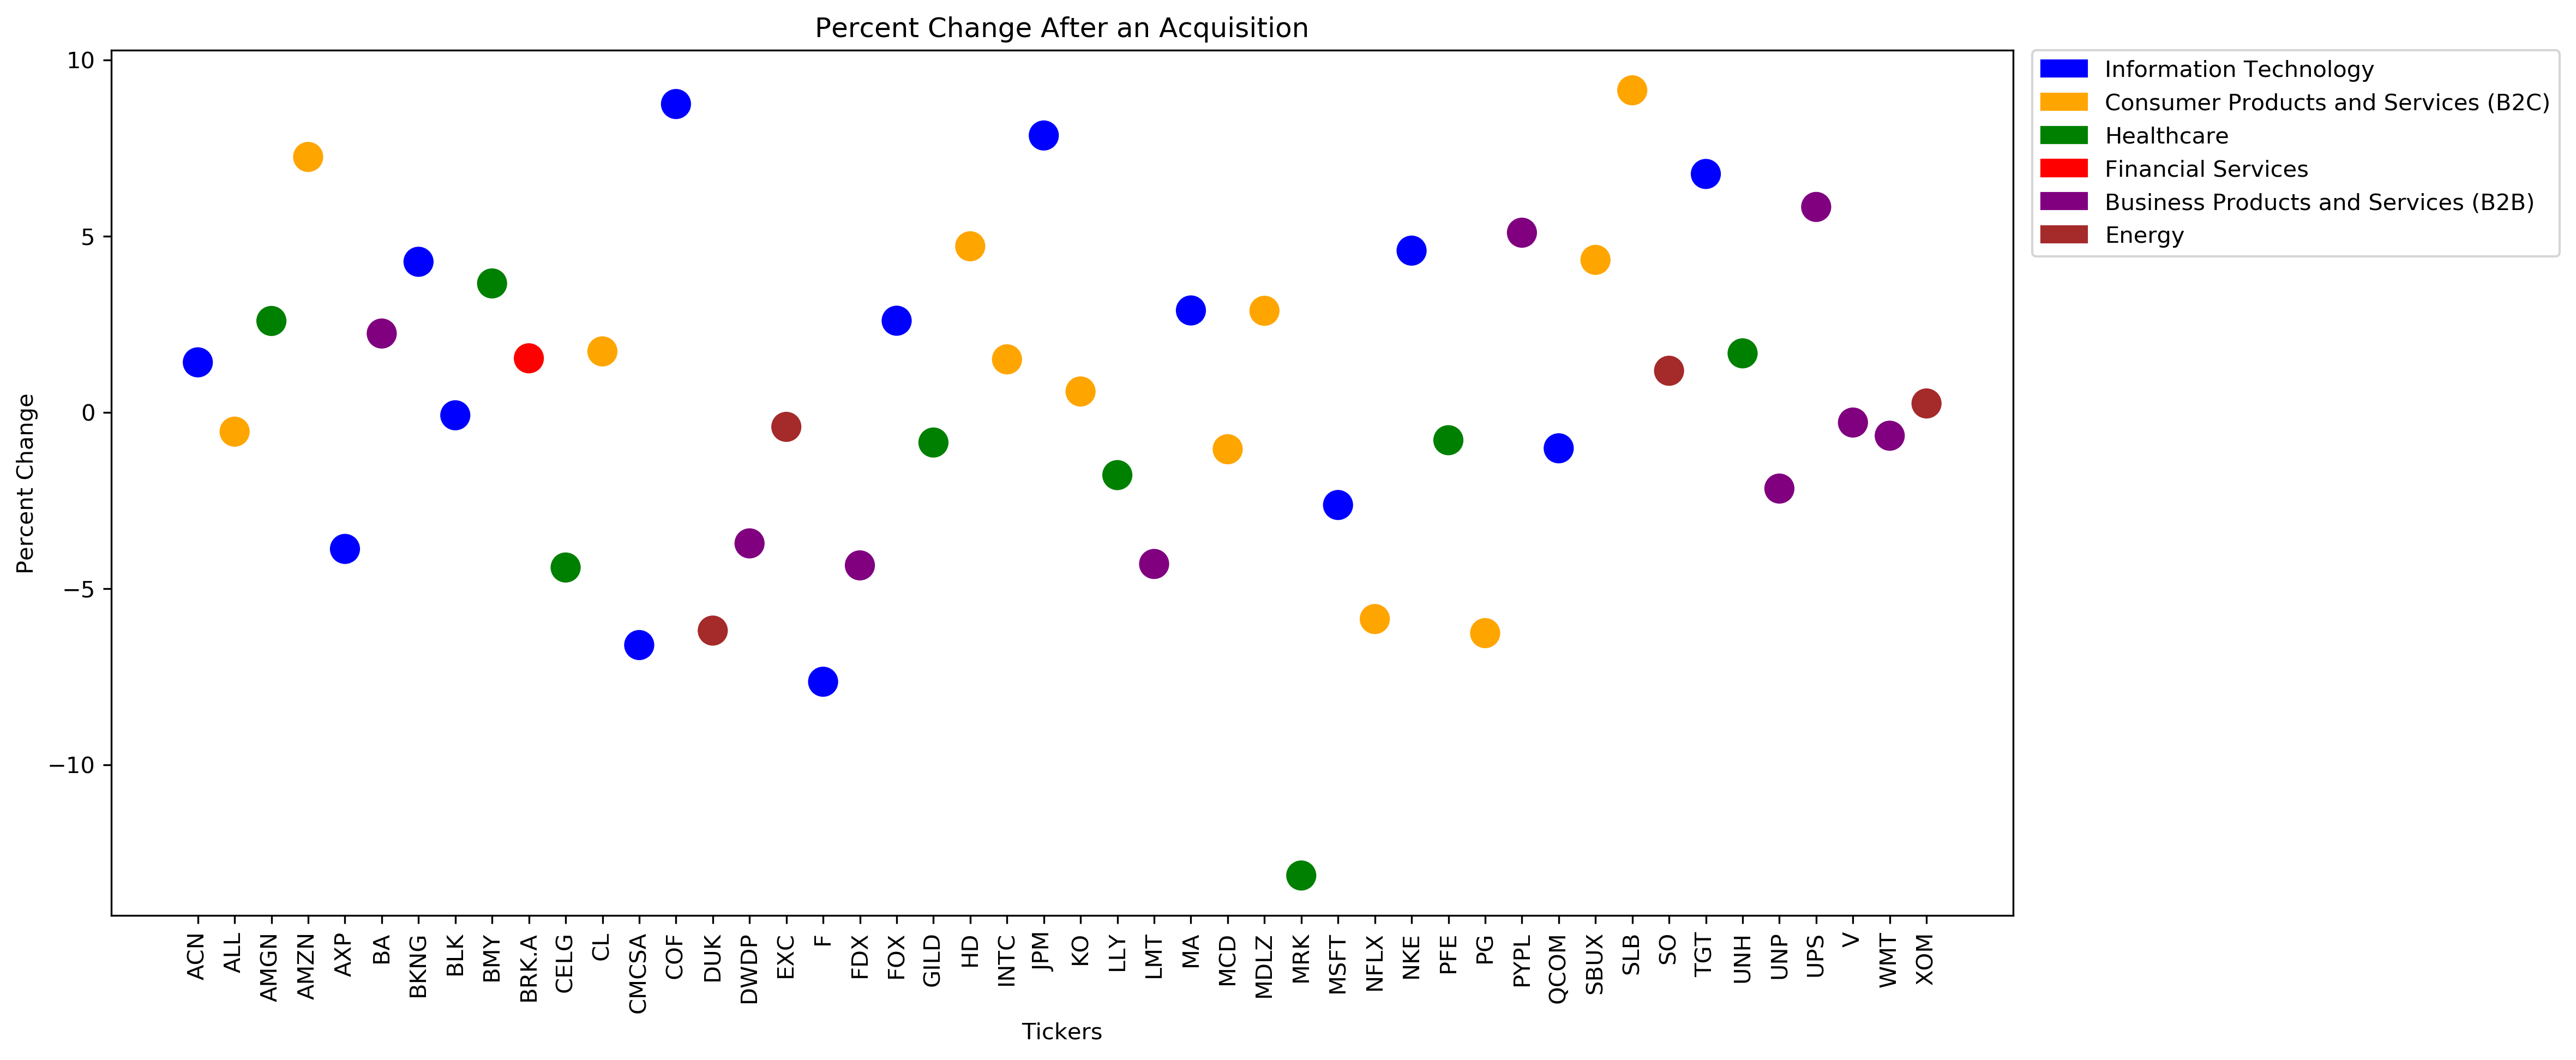 Percent Change After an Acquisition
10
5
0
−5
−10
Percent Change
ACN
ALL
AMGN
AMZN
AXP
BA
BKNG
BLK
BMY
BRK.A
CELG
CL
CMCSA
COF
DUK
DWDP
EXC
F
FDX
FOX
GILD
HD
INTC
JPM
KO
LLY
LMT
MA
MCD
MDLZ
MRK
MSFT
NFLX
NKE
PFE
PG
PYPL
QCOM
SBUX
SLB
SO
TGT
UNH
UNP
UPS
V
WMT
XOM
Tickers
Information Technology
Consumer Products and Services (B2C)
Healthcare
Financial Services
Business Products and Services (B2B)
Energy